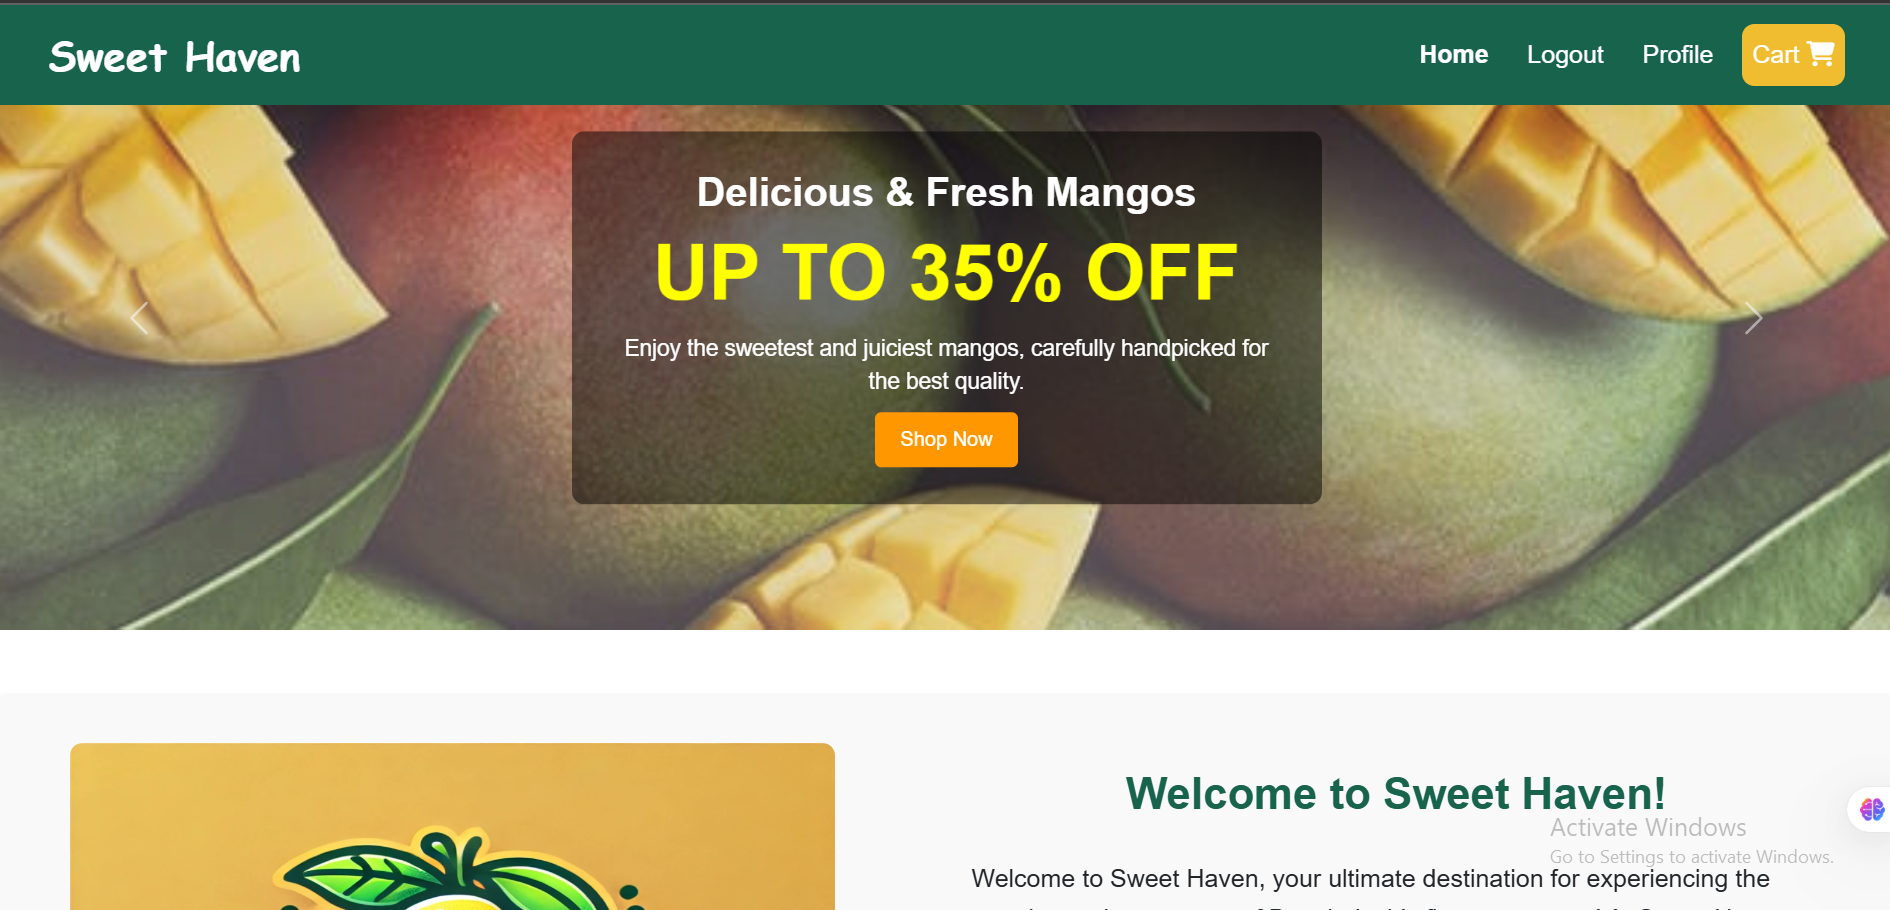 Sweet Haven
Home Logout Profile Cart
Delicious & Fresh Mangos
UP TO 35% OFF
Enjoy the sweetest and juiciest mangos, carefully handpicked for
the best quality.
Shop Now
Welcome to Sweet Haven!
Activate Windows
Go to Settings to activate Windows.
Welcome to Sweet Haven, your ultimate destination for experiencing the